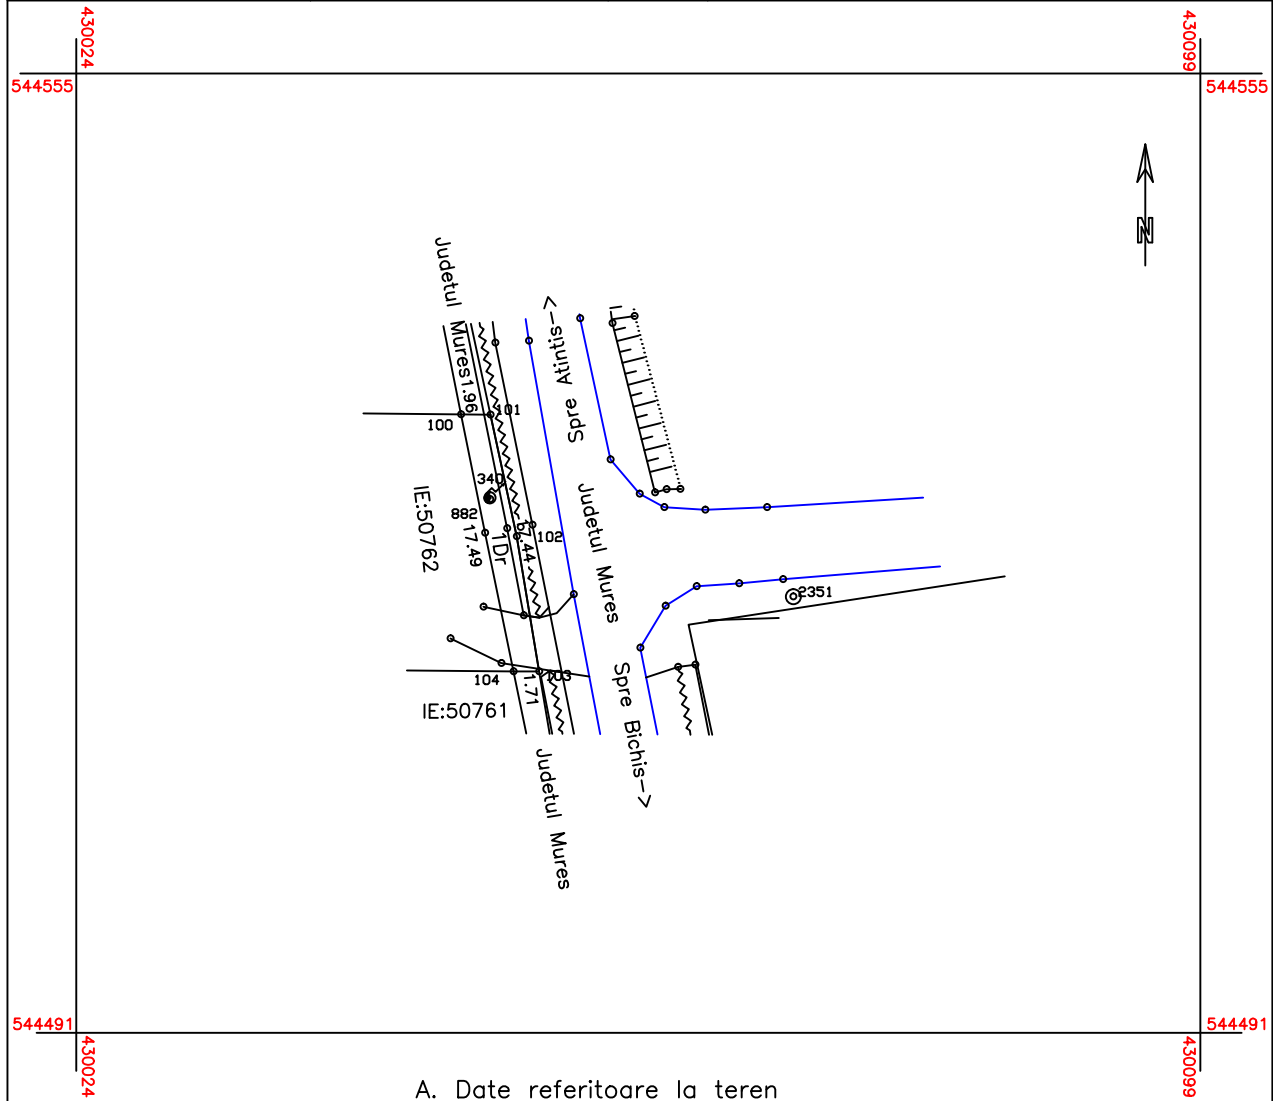 430024
430099
544555
544555
N
Judetul Mures
1.96
Spre Atintis-->
101
100
340
882
IE:50762
17.49
1Dr
17.44
102
Judetul Mures
2351
103
104
1.71
IE:50761
Spre Bichis-->
Judetul Mures
544491
544491
430024
430099
A. Date referitoare la teren